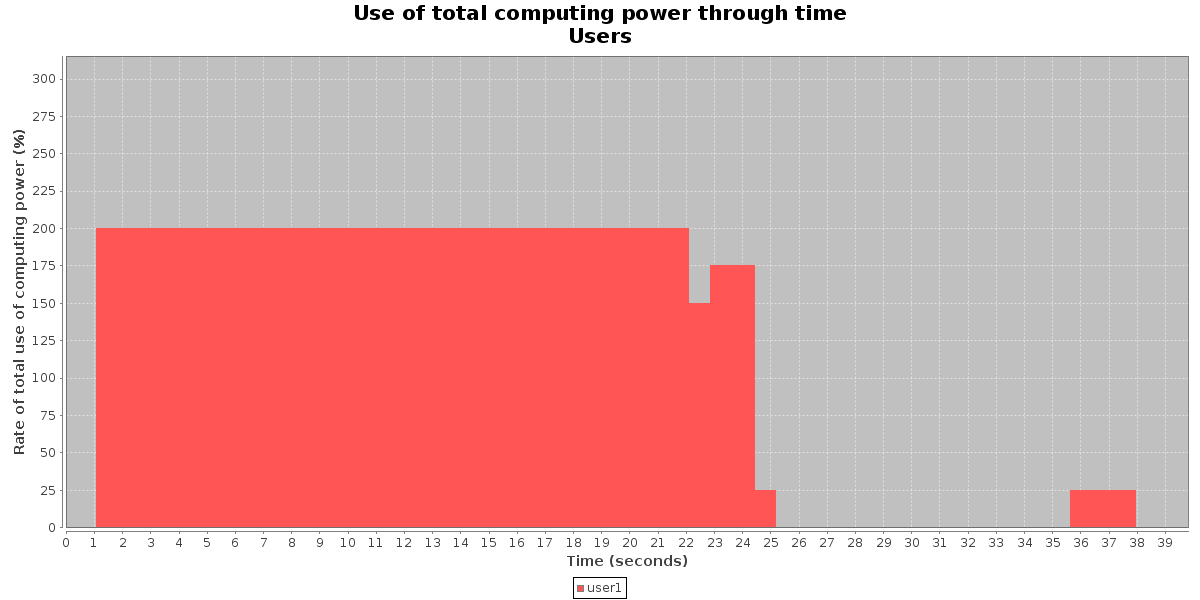 Use of total computing power through time
Users
Rate of total use of computing power (%)
300
275
250
225
200
175
150
125
100
75
50
25
0
0 1 2 3 4 5 6 7 8 9 10 11 12 13 14 15 16 17 18 19 20 21 22 23 24 25 26 27 28 29 30 31 32 33 34 35 36 37 38 39
Time (seconds)
user1